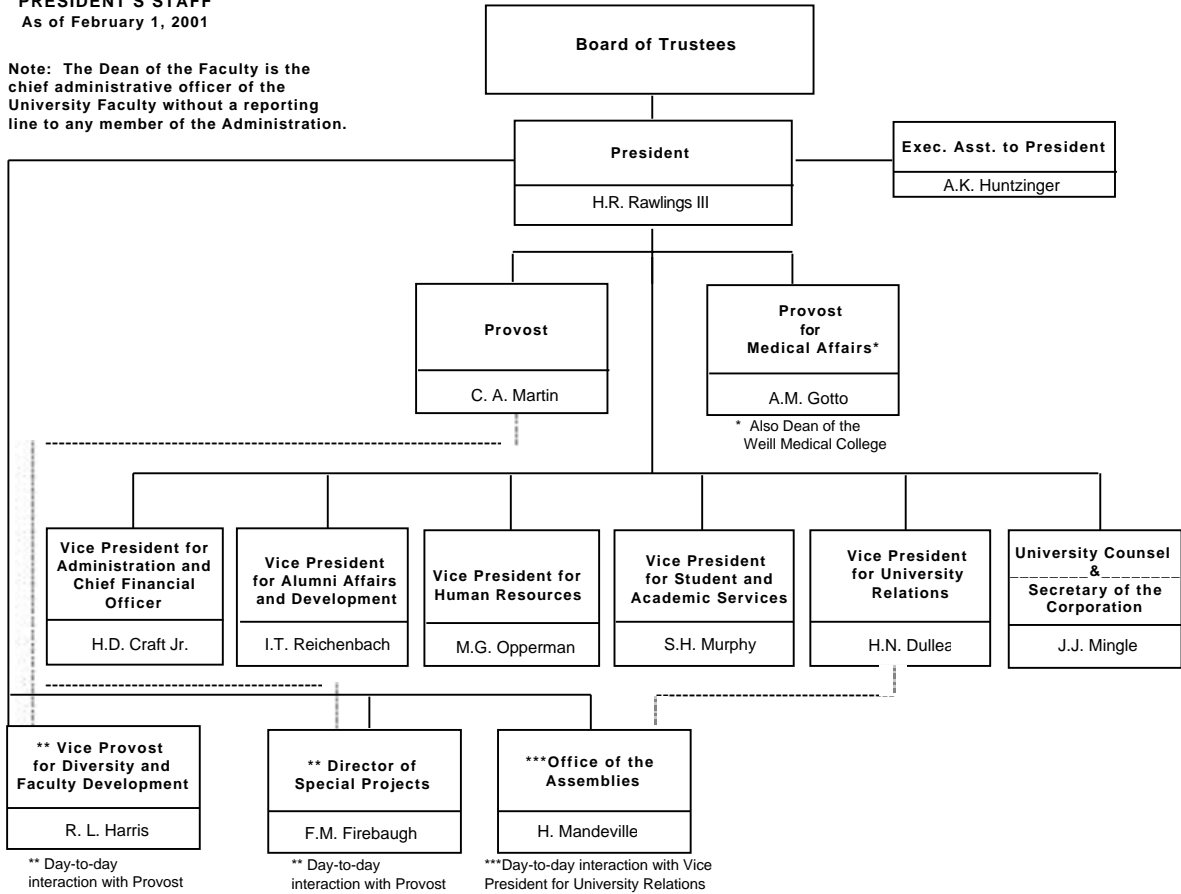 PRESIDENT'S STAFF
As of February 1, 2001
Note: The Dean of the Faculty is the
chief administrative officer of the
University Faculty without a reporting
line to any member of the Administration.
Board of Trustees
President
H.R. Rawlings III
Exec. Asst. to President
A.K. Huntzinger
Provost
C. A. Martin
Provost
for
Medical Affairs*
A.M. Gotto
* Also Dean of the
Weill Medical College
Vice President for
Administration and
Chief Financial
Officer
H.D. Craft Jr.
Vice President
for Alumni Affairs
and Development
I.T. Reichenbach
Vice President for
Human Resources
M.G. Opperman
Vice President
for Student and
Academic Services
S.H. Murphy
Vice President
for University
Relations
H.N. Dullea
University Counsel
________&________
Secretary of the
Corporation
J.J. Mingle
** Vice Provost
for Diversity and
Faculty Development
R. L. Harris
** Day-to-day
interaction with Provost
** Director of
Special Projects
F.M. Firebaugh
** Day-to-day
interaction with Provost
***Office of the
Assemblies
H. Mandeville
***Day-to-day interaction with Vice
President for University Relations